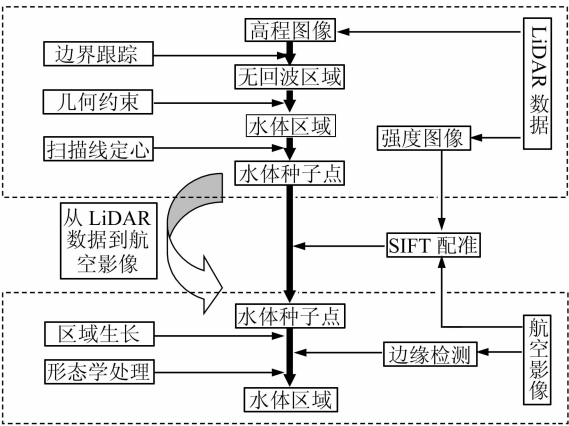 高程图像
边界跟踪
无回波区域
几何约束
水体区域
扫描线定心
水体种子点
LiDAR 数据
强度图像
从 LiDAR
数据到航
空影像
SIFT 配准
水体种子点
区域生长
边缘检测
航空影像
形态学处理
水体区域